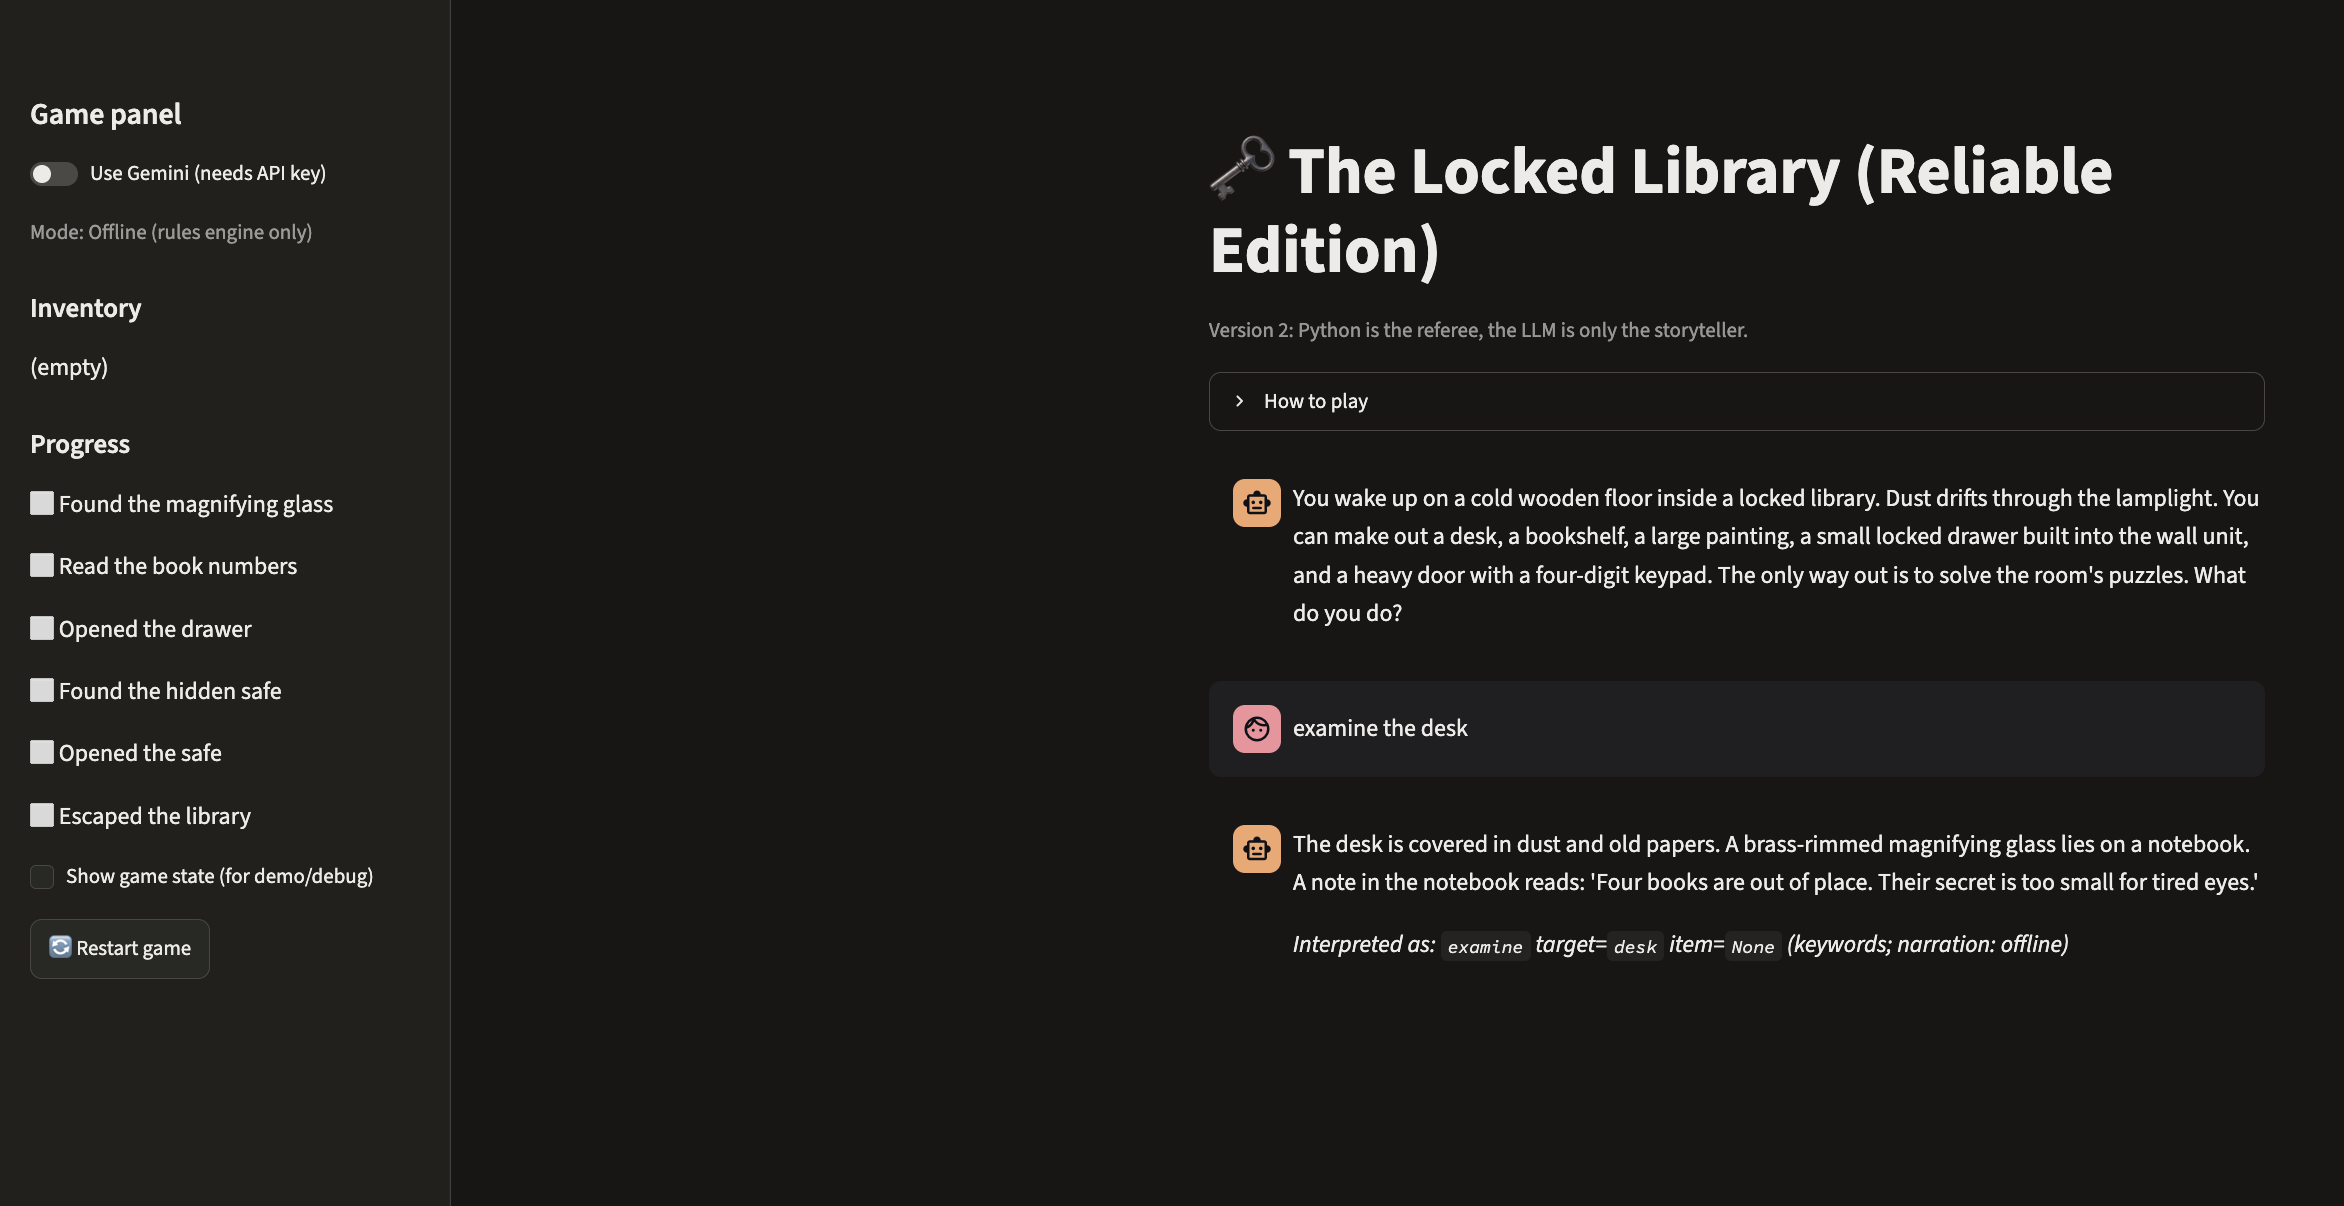 Game panel
Use Gemini (needs API key)
Mode: Offline (rules engine only)
Inventory
(empty)
Progress
Found the magnifying glass
Read the book numbers
Opened the drawer
Found the hidden safe
Opened the safe
Escaped the library
Show game state (for demo/debug)
Restart game
The Locked Library (Reliable
Edition)
Version 2: Python is the referee, the LLM is only the storyteller.
How to play
You wake up on a cold wooden floor inside a locked library. Dust drifts through the lamplight. You
can make out a desk, a bookshelf, a large painting, a small locked drawer built into the wall unit,
and a heavy door with a four-digit keypad. The only way out is to solve the room's puzzles. What
do you do?
examine the desk
The desk is covered in dust and old papers. A brass-rimmed magnifying glass lies on a notebook.
A note in the notebook reads: 'Four books are out of place. Their secret is too small for tired eyes.'
Interpreted as: examine target= desk item= None (keywords; narration: offline)